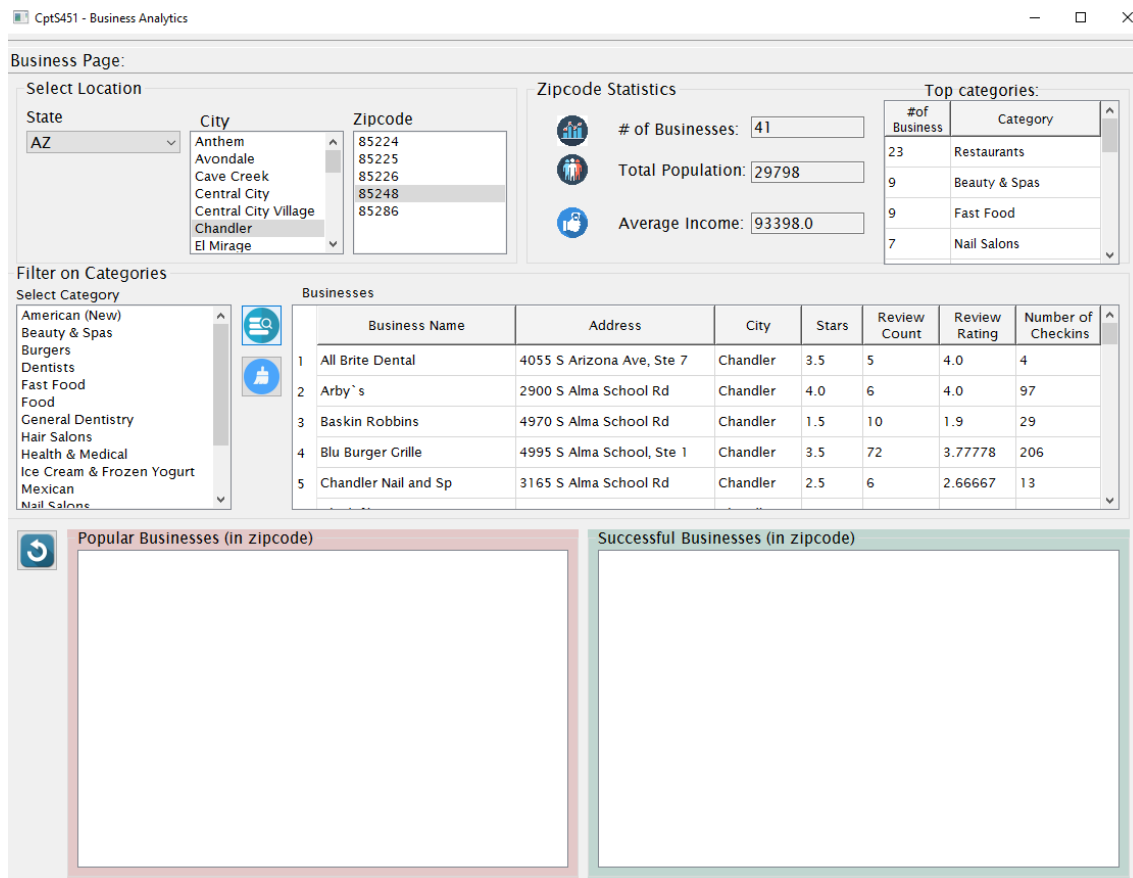 CptS451 - Business Analytics
Business Page:
Select Location
State
AZ
City
Anthem
Avondale
Cave Creek
Central City
Central City Village
Chandler
El Mirage
Zipcode
85224
85225
85226
85248
85286
Zipcode Statistics
# of Businesses: 41
Total Population: 29798
Average Income: 93398.0
Top categories:
#of Business Category
23 Restaurants
9 Beauty & Spas
9 Fast Food
7 Nail Salons
Filter on Categories
Select Category
American (New)
Beauty & Spas
Burgers
Dentists
Fast Food
Food
General Dentistry
Hair Salons
Health & Medical
Ice Cream & Frozen Yogurt
Mexican
Nail Salons
Businesses
Business Name Address City Stars Review Count Review Rating Number of Checkins
1 All Brite Dental 4055 S Arizona Ave, Ste 7 Chandler 3.5 5 4.0 4
2 Arby`s 2900 S Alma School Rd Chandler 4.0 6 4.0 97
3 Baskin Robbins 4970 S Alma School Rd Chandler 1.5 10 1.9 29
4 Blu Burger Grille 4995 S Alma School, Ste 1 Chandler 3.5 72 3.77778 206
5 Chandler Nail and Sp 3165 S Alma School Rd Chandler 2.5 6 2.66667 13
Popular Businesses (in zipcode)
Successful Businesses (in zipcode)